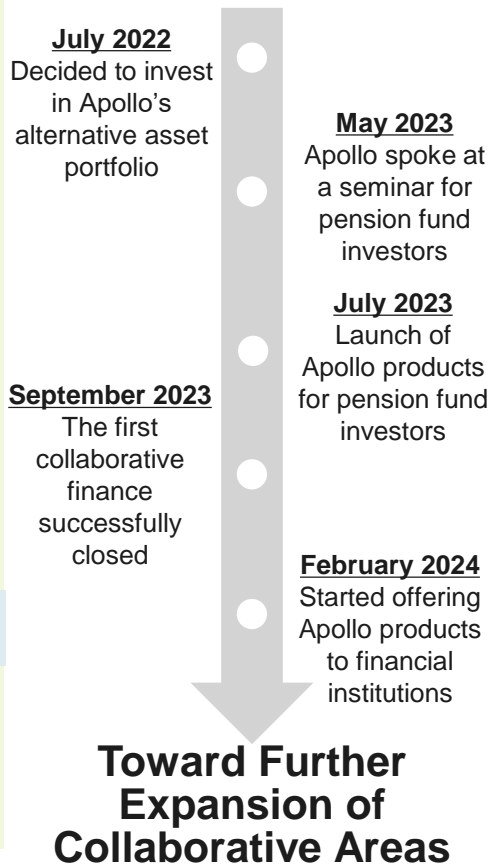 July 2022
Decided to invest
in Apollo’s
alternative asset
portfolio
May 2023
Apollo spoke at
a seminar for
pension fund
investors
July 2023
Launch of
Apollo products
for pension fund
investors
September 2023
The first
collaborative
finance
successfully
closed
February 2024
Started offering
Apollo products
to financial
institutions
Toward Further
Expansion of
Collaborative Areas